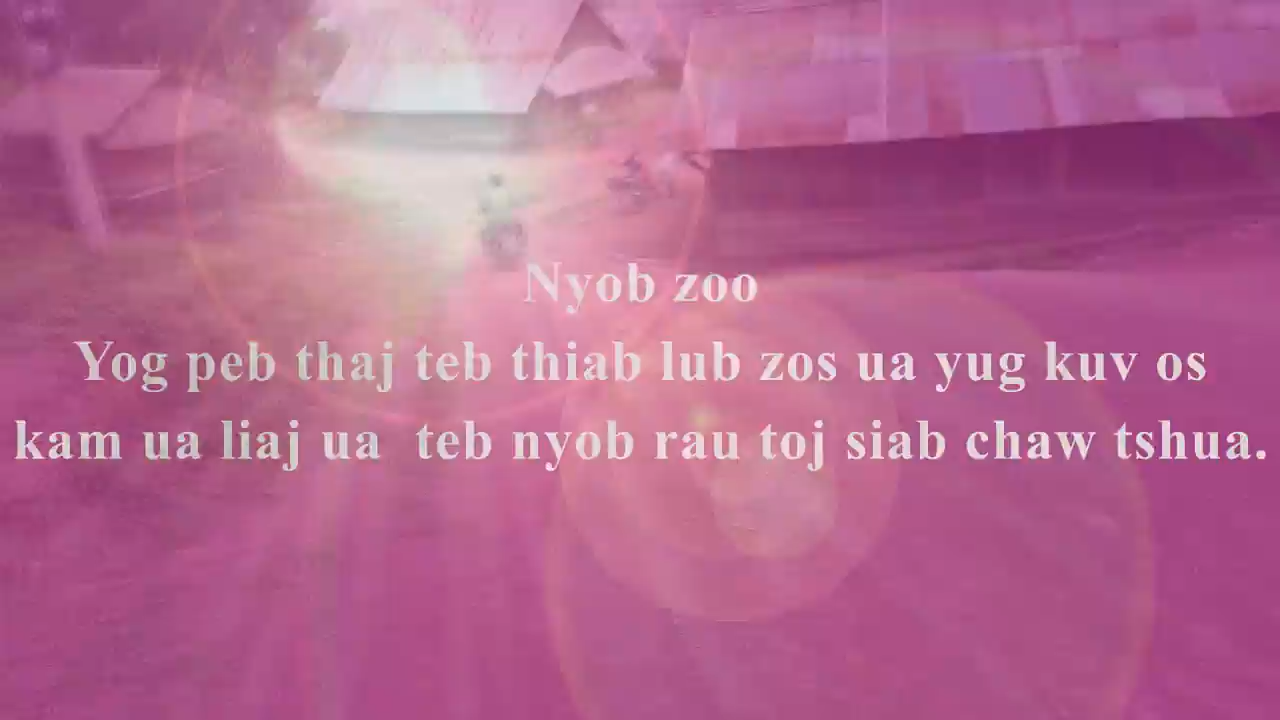 Nyob zoo
Yog peb thaj teb thiab lub zos ua yug kuv os
kam ua liaj ua teb nyob rau toj siab chaw tshua.